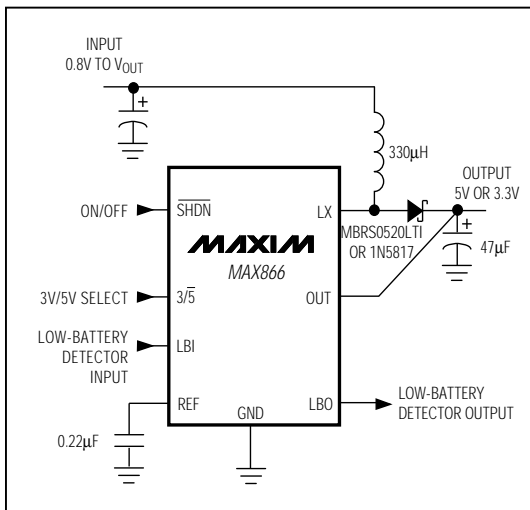 INPUT
0.8V TO VOUT
330µH
OUTPUT
5V OR 3.3V
ON/OFF
SHDN
LX
MBRS0520LTI
OR 1N5817
47µF
MAXIM
MAX866
3V/5V SELECT
3/5
OUT
LOW-BATTERY
DETECTOR
INPUT
LBI
REF
GND
LBO
LOW-BATTERY
DETECTOR OUTPUT
0.22µF
+
+